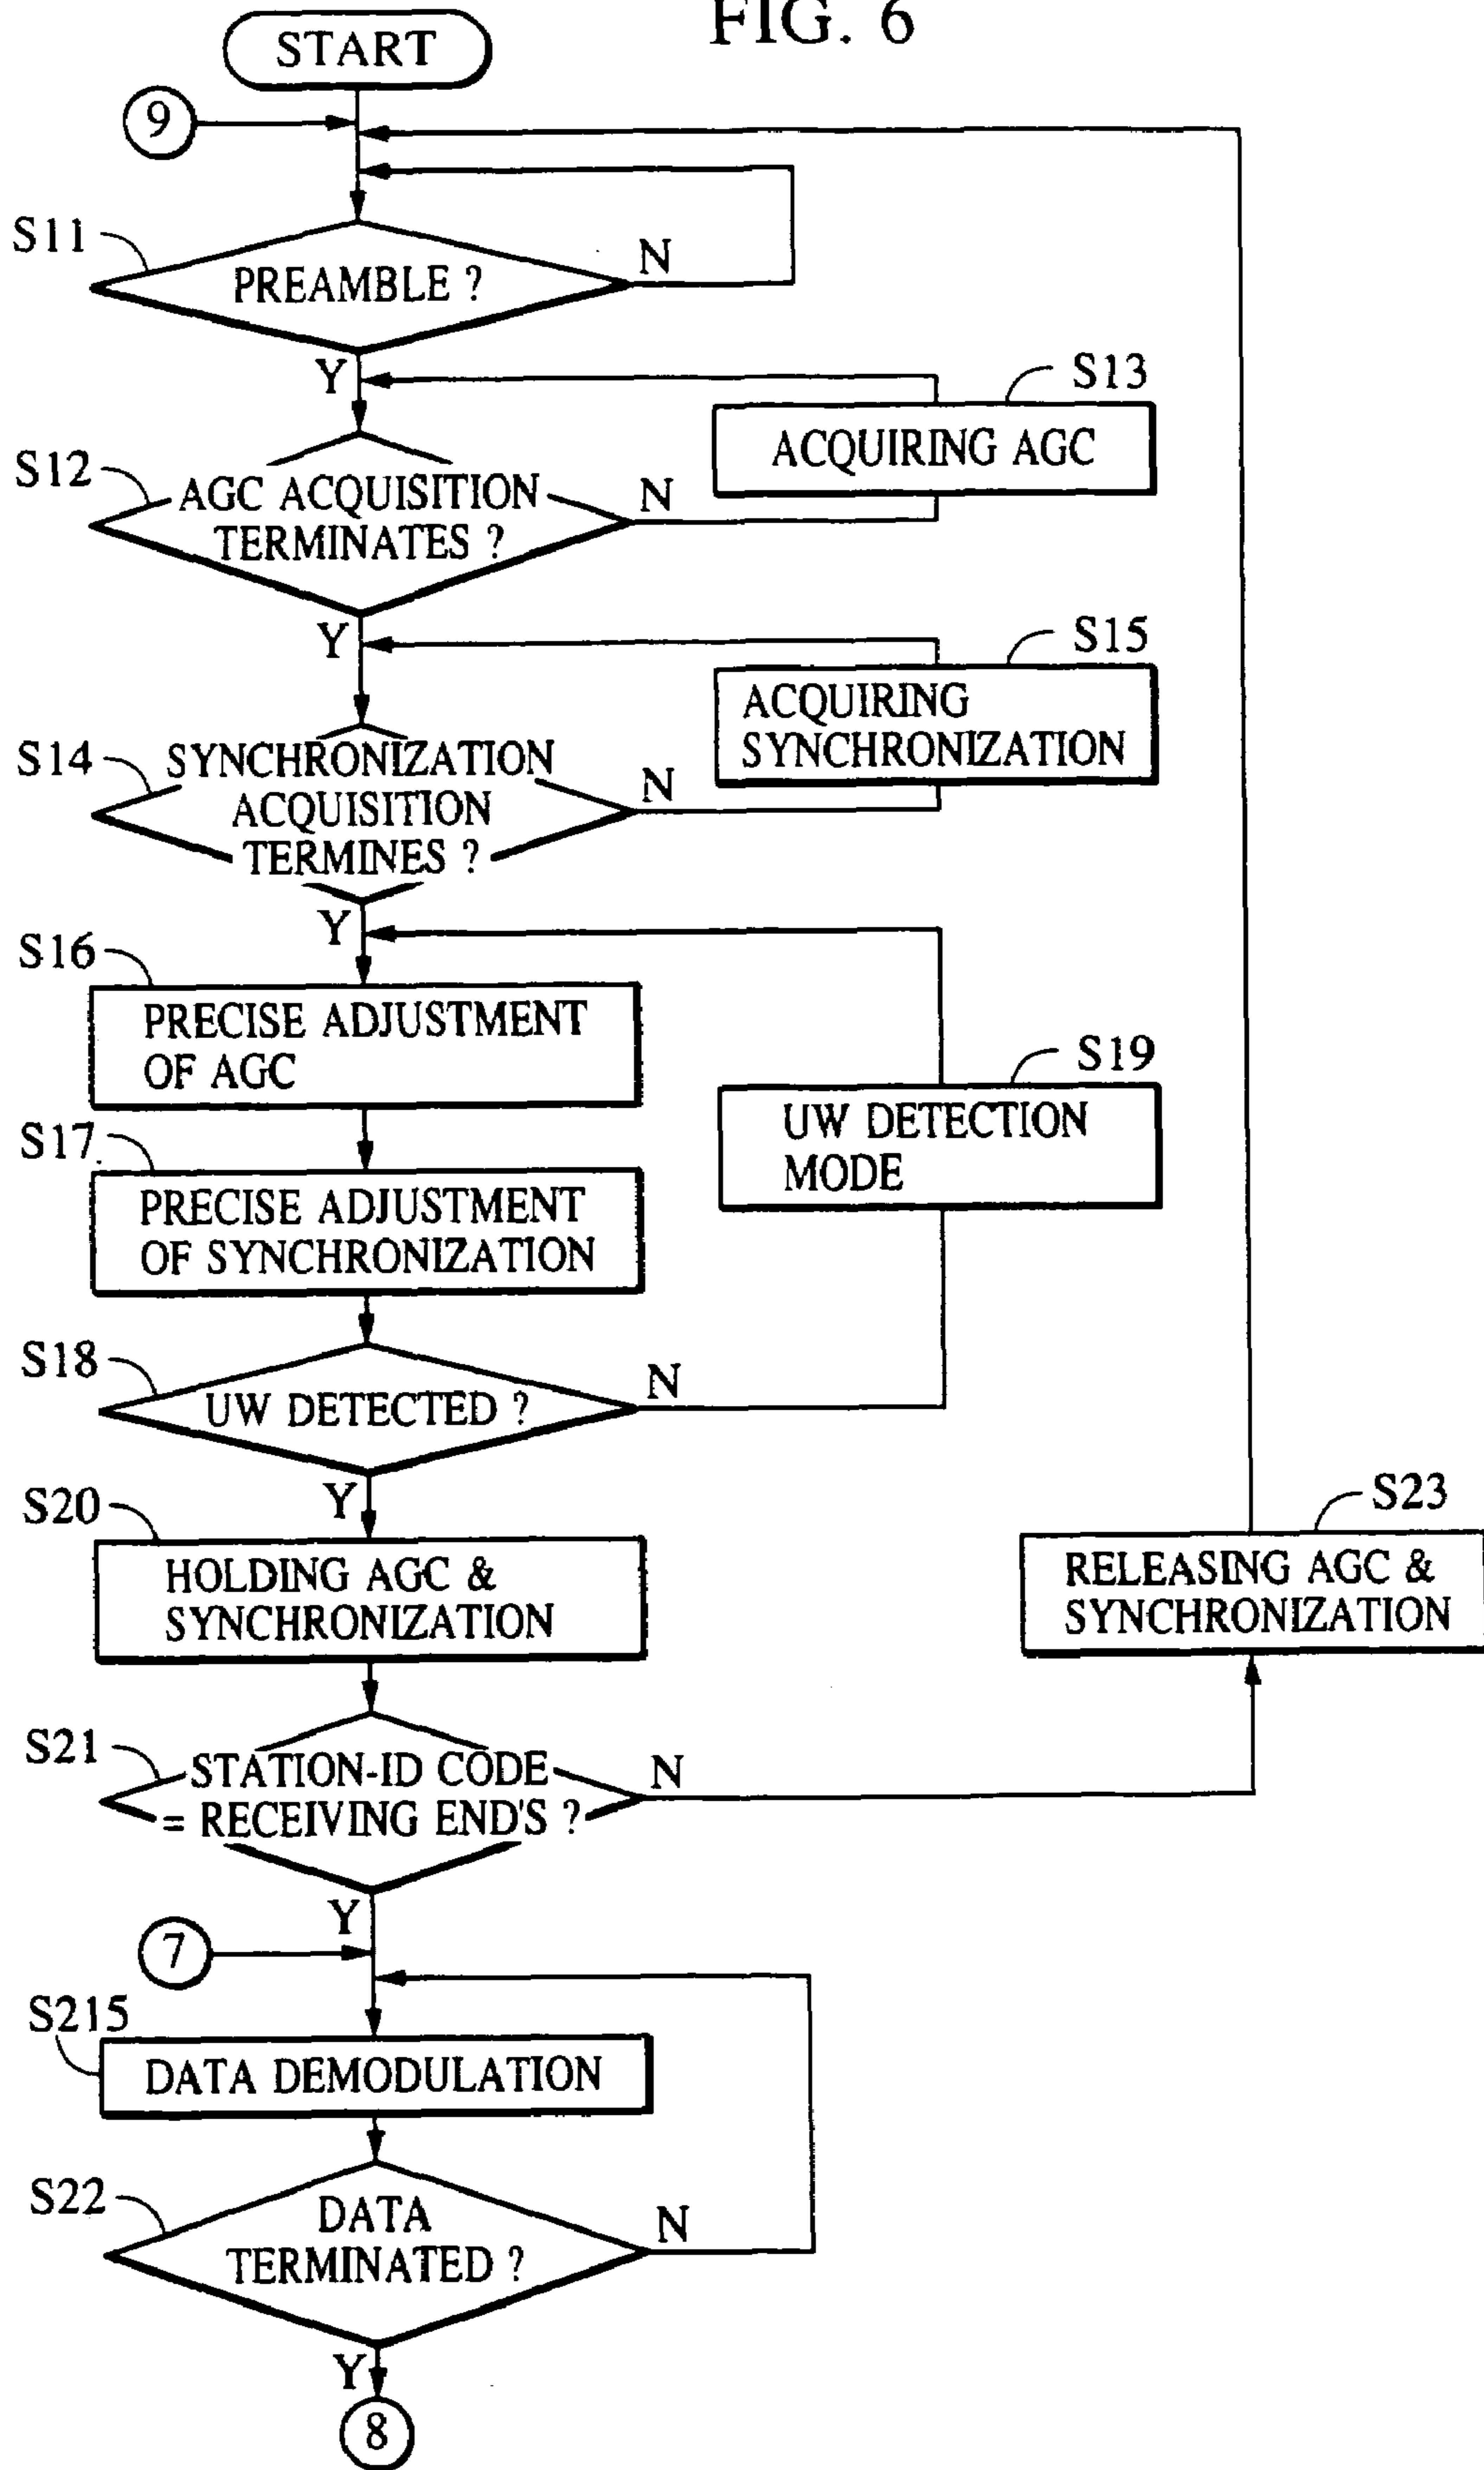 FIG. 6
START
9
S11
PREAMBLE ?
N
Y
S13
ACQUIRING AGC
S12
AGC ACQUISITION
TERMINATES ?
N
Y
S15
ACQUIRING
SYNCHRONIZATION
S14
SYNCHRONIZATION
ACQUISITION
TERMINES ?
N
Y
S16
PRECISE ADJUSTMENT
OF AGC
S19
UW DETECTION
MODE
S17
PRECISE ADJUSTMENT
OF SYNCHRONIZATION
S18
UW DETECTED ?
N
Y
S20
HOLDING AGC &
SYNCHRONIZATION
S23
RELEASING AGC &
SYNCHRONIZATION
S21
STATION-ID CODE
= RECEIVING END'S ?
N
Y
7
S215
DATA DEMODULATION
S22
DATA
TERMINATED ?
N
Y
8